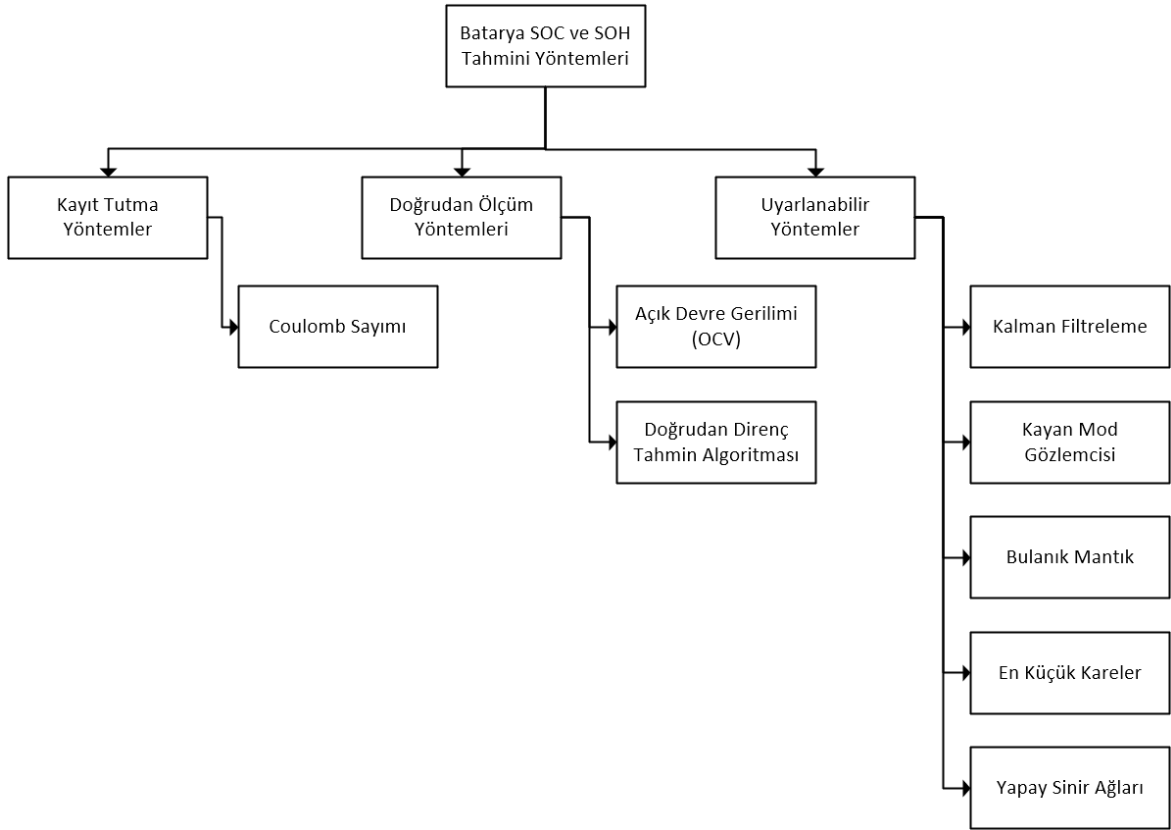 Batarya SOC ve SOH
Tahmini Yöntemleri
Kayıt Tutma
Yöntemler
Doğrudan Ölçüm
Yöntemleri
Uyarlanabilir
Yöntemler
Coulomb Sayımı
Açık Devre Gerilimi
(OCV)
Doğrudan Direnç
Tahmin Algoritması
Kalman Filtreleme
Kayan Mod
Gözlemcisi
Bulanık Mantık
En Küçük Kareler
Yapay Sinir Ağları